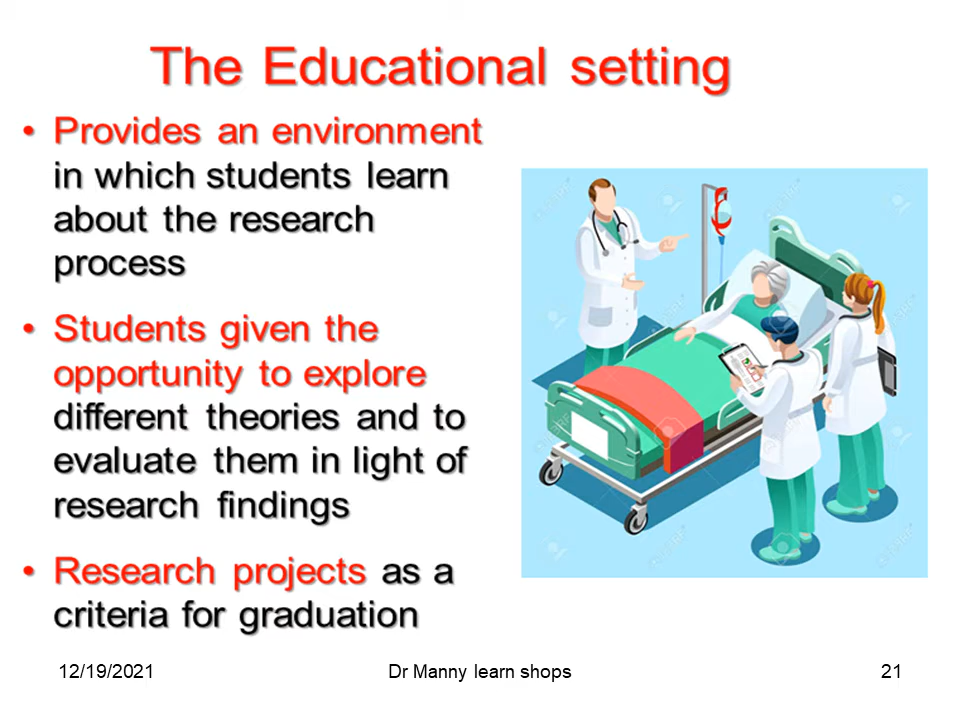 The Educational setting
• Provides an environment
in which students learn
about the research
process
• Students given the
opportunity to explore
different theories and to
evaluate them in light of
research findings
• Research projects as a
criteria for graduation
12/19/2021
Dr Manny learn shops
21